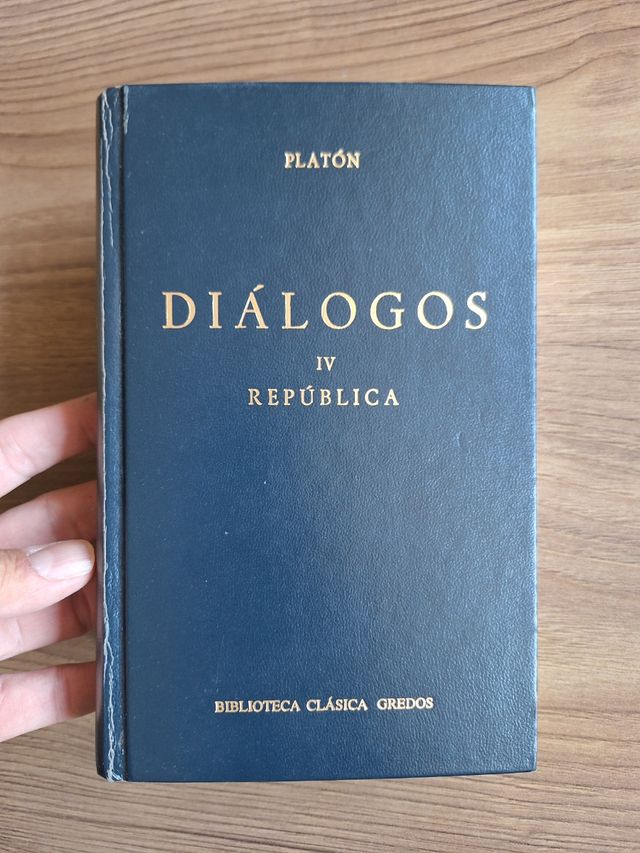 PLATÓN
DIÁLOGOS
IV
REPÚBLICA
BIBLIOTECA CLÁSICA GREDOS